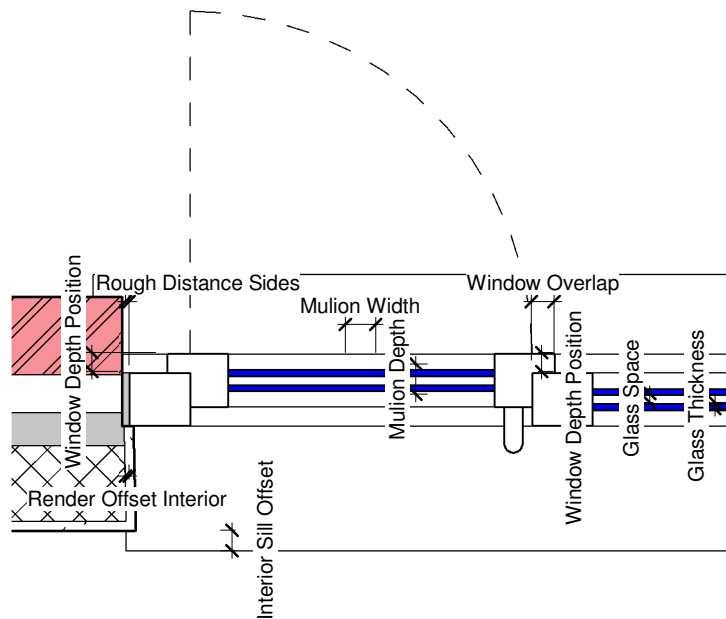 Rough Distance Sides
Window Overlap
Mulion Width
Window Depth Position
Mulion Depth
Window Depth Position
Glass Space
Glass Thickness
Render Offset Interior
Interior Sill Offset